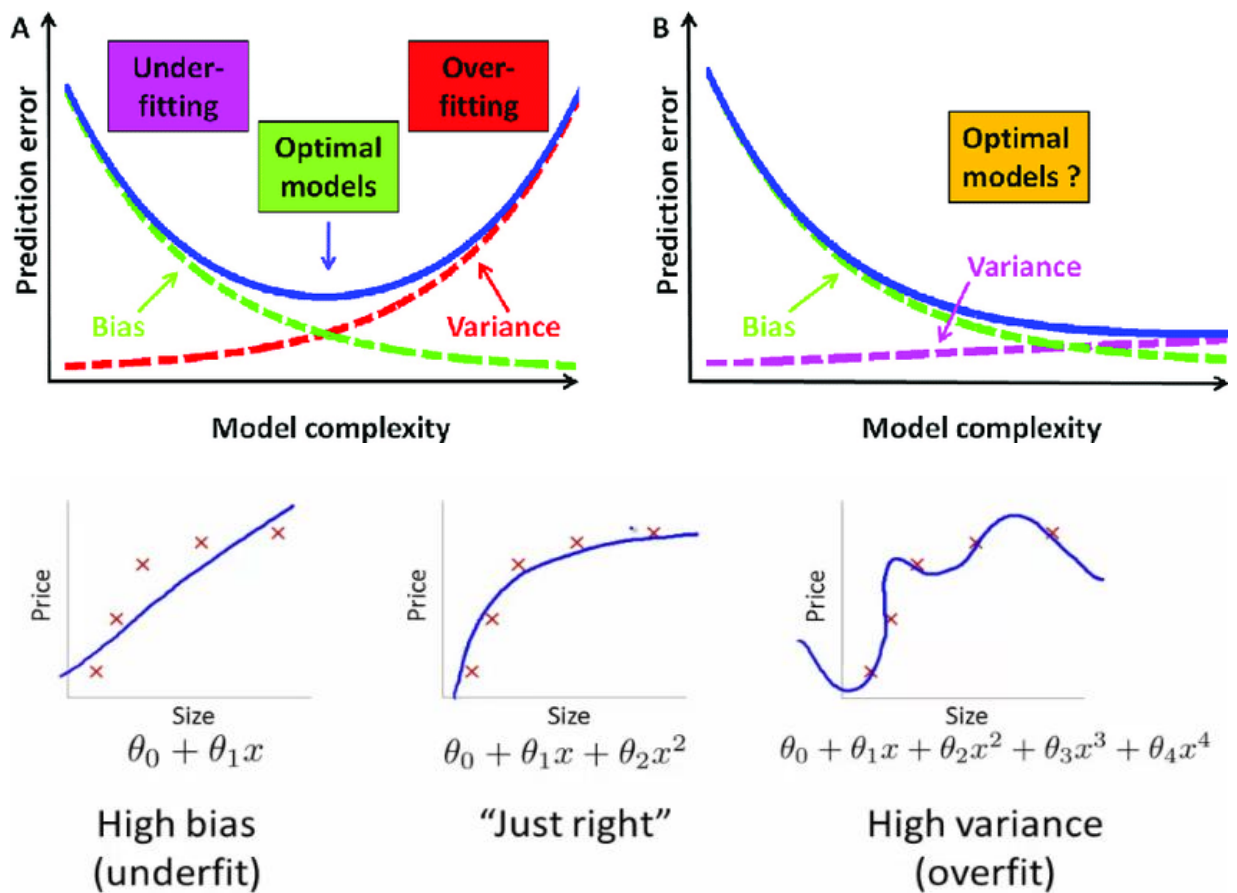 A
Under-
fitting
Over-
fitting
Optimal
models
Bias
Variance
Prediction error
Model complexity
B
Optimal
models ?
Variance
Bias
Prediction error
Model complexity
Price
Size
θ₀ + θ₁x
High bias
(underfit)
Price
Size
θ₀ + θ₁x + θ₂x²
“Just right”
Price
Size
θ₀ + θ₁x + θ₂x² + θ₃x³ + θ₄x⁴
High variance
(overfit)